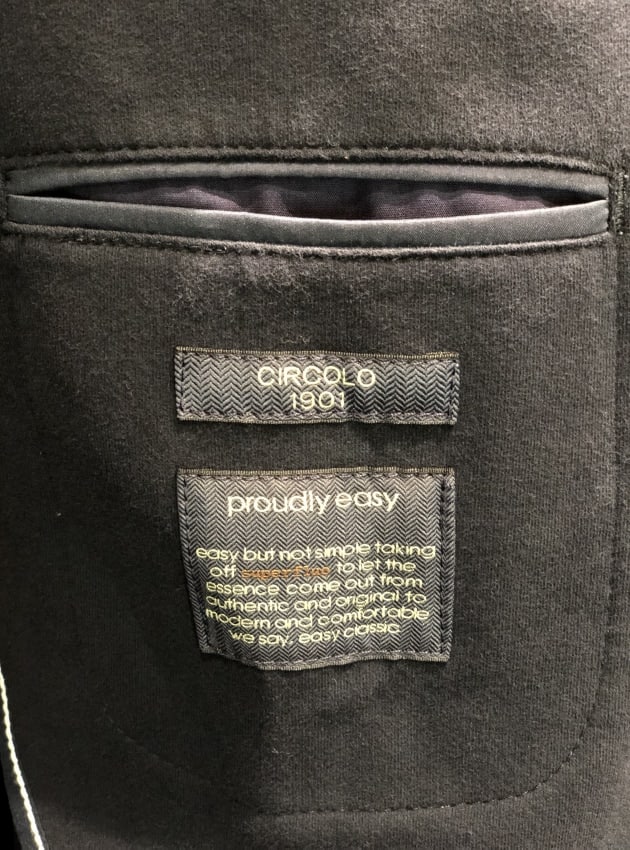 CIRCOLO
1901
proudly easy
easy but not simple taking
off superfluo to let the
essence come out from
authentic and original to
modern and comfortable
we say, easy classic